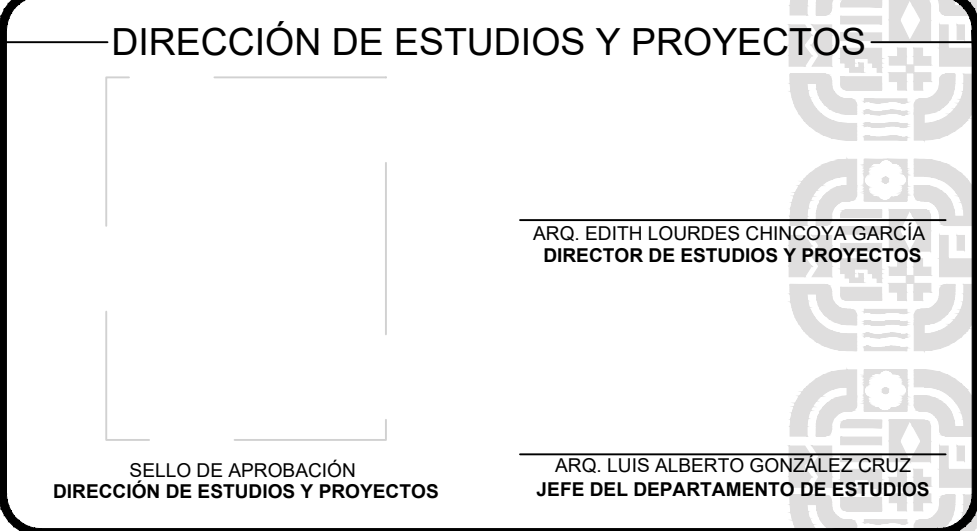 DIRECCIÓN DE ESTUDIOS Y PROYECTOS
ARQ. EDITH LOURDES CHINCOYA GARCÍA
DIRECTOR DE ESTUDIOS Y PROYECTOS
SELLO DE APROBACIÓN
DIRECCIÓN DE ESTUDIOS Y PROYECTOS
ARQ. LUIS ALBERTO GONZÁLEZ CRUZ
JEFE DEL DEPARTAMENTO DE ESTUDIOS